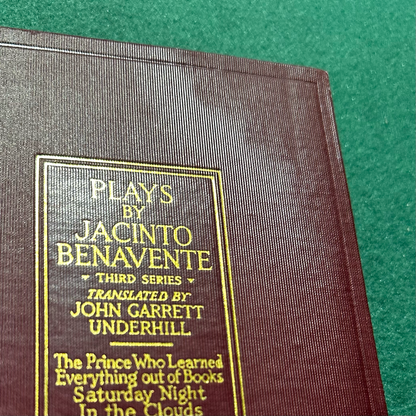 PLAYS
BY
JACINTO
BENAVENTE
THIRD SERIES
TRANSLATED BY
JOHN GARRETT
UNDERHILL
The Prince Who Learned
Everything out of Books
Saturday Night
In the Clouds